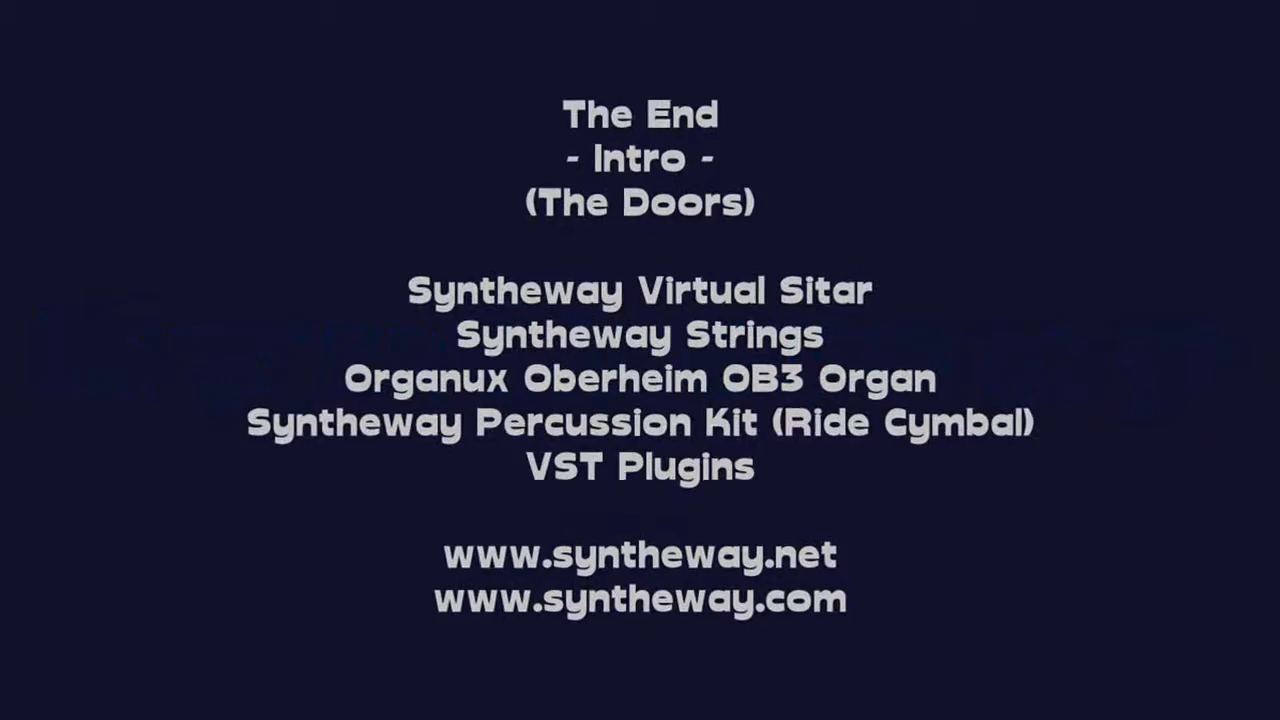 The End
- Intro -
(The Doors)
Syntheway Virtual Sitar
Syntheway Strings
Organux Oberheim OB3 Organ
Syntheway Percussion Kit (Ride Cymbal)
VST Plugins
www.syntheway.net
www.syntheway.com